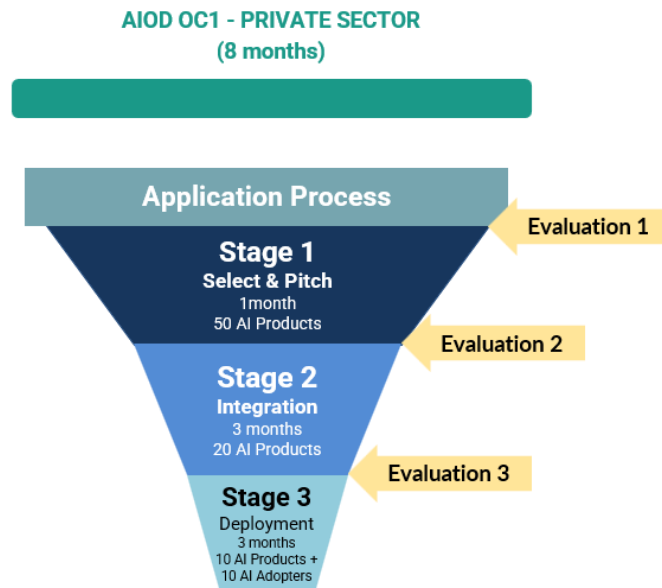 AIOD OC1 - PRIVATE SECTOR
(8 months)
Application Process
Evaluation 1
Stage 1
Select & Pitch
1month
50 AI Products
Evaluation 2
Stage 2
Integration
3 months
20 AI Products
Evaluation 3
Stage 3
Deployment
3 months
10 AI Products +
10 AI Adopters